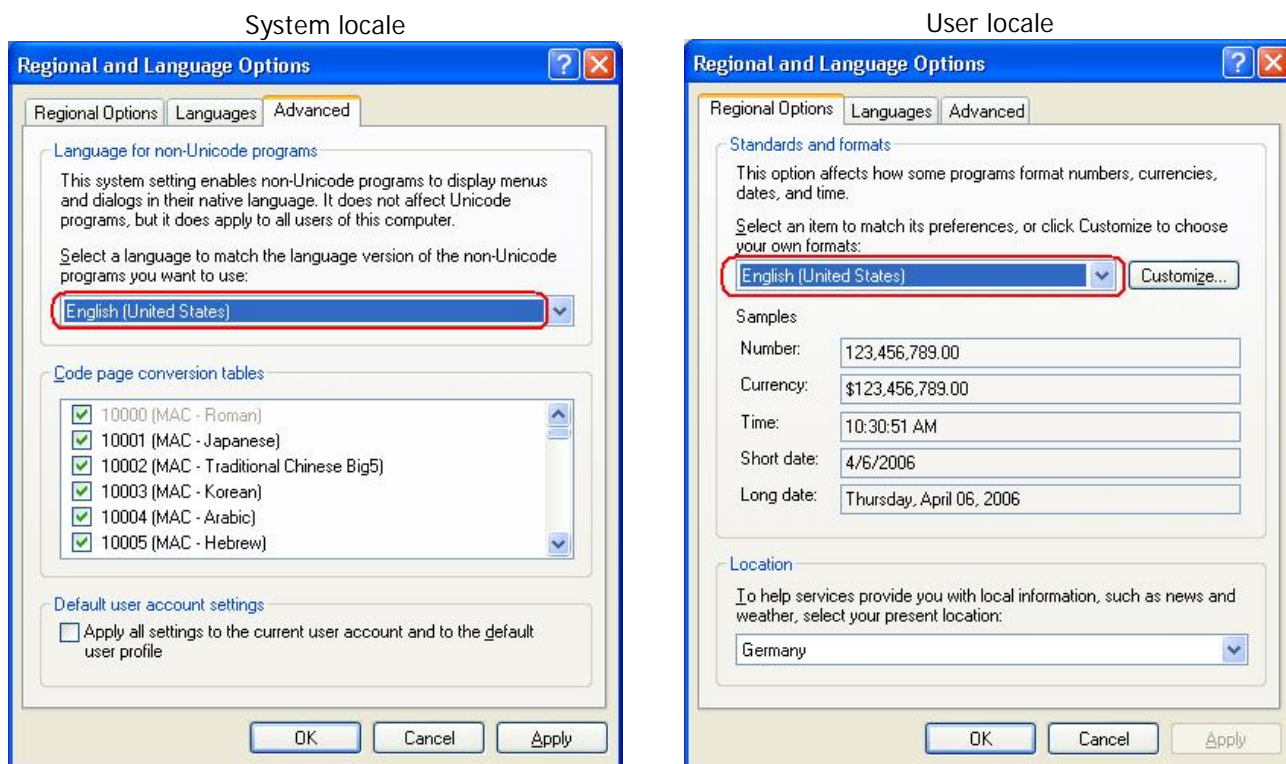 System locale
Regional and Language Options
Regional Options
Languages
Advanced
Language for non-Unicode programs
This system setting enables non-Unicode programs to display menus
and dialogs in their native language. It does not affect Unicode
programs, but it does apply to all users of this computer.
Select a language to match the language version of the non-Unicode
programs you want to use:
English (United States)
Code page conversion tables
10000 (MAC - Roman)
10001 (MAC - Japanese)
10002 (MAC - Traditional Chinese Big5)
10003 (MAC - Korean)
10004 (MAC - Arabic)
10005 (MAC - Hebrew)
Default user account settings
Apply all settings to the current user account and to the default
user profile
OK
Cancel
Apply
User locale
Regional and Language Options
Regional Options
Languages
Advanced
Standards and formats
This option affects how some programs format numbers, currencies,
dates, and time.
Select an item to match its preferences, or click Customize to choose
your own formats:
English (United States)
Customize...
Samples
Number:
123,456,789.00
Currency:
$123,456,789.00
Time:
10:30:51 AM
Short date:
4/6/2006
Long date:
Thursday, April 06, 2006
Location
To help services provide you with local information, such as news and
weather, select your present location:
Germany
OK
Cancel
Apply